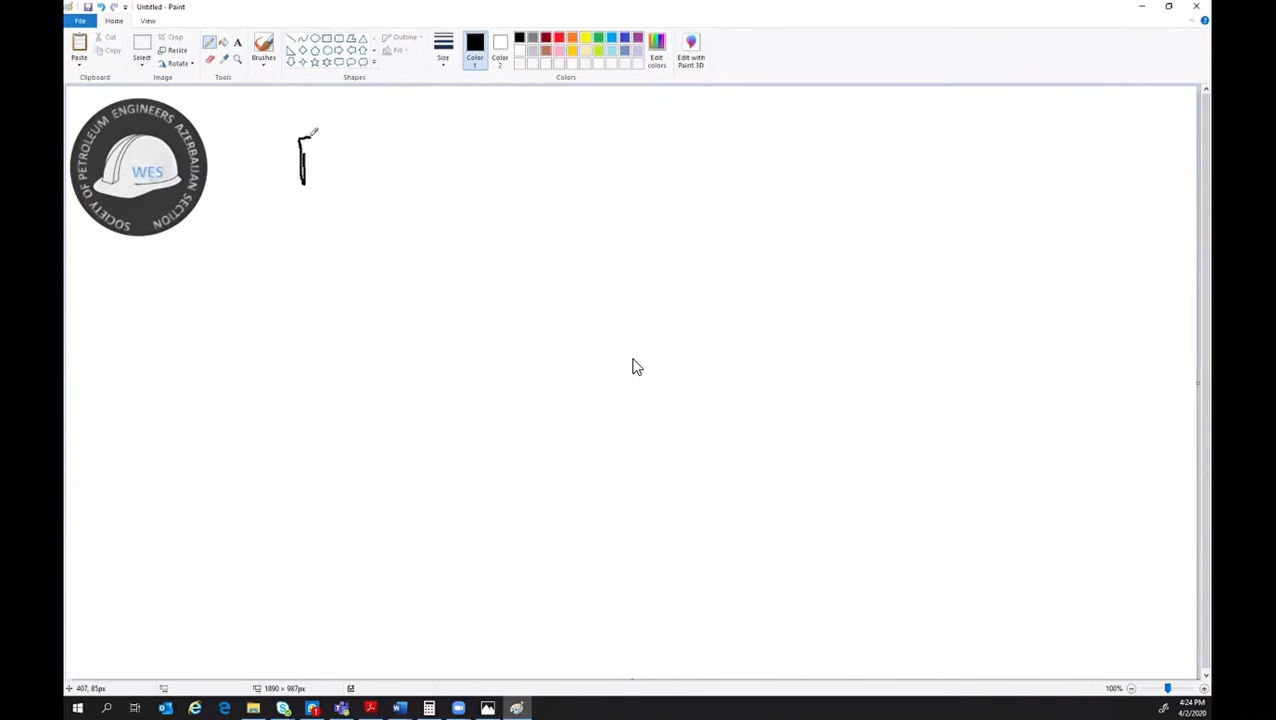 Untitled - Paint
File Home View
Paste
Cut
Copy
Clipboard
Select
Crop
Resize
Rotate
Image
A
Tools
Brushes
Outline
Fill
Shapes
Size
Color 1
Color 2
Edit colors
Colors
Edit with Paint 3D
SOCIETY OF PETROLEUM ENGINEERS AZERBAIJAN SECTION
WES
407, 85px
1890 × 987px
100%
4:24 PM
4/2/2020